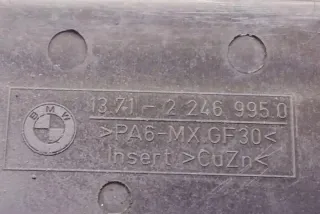 BMW
13.71 - 2 246 995.0
>PA6-MX GF30<
Insert >CuZn<